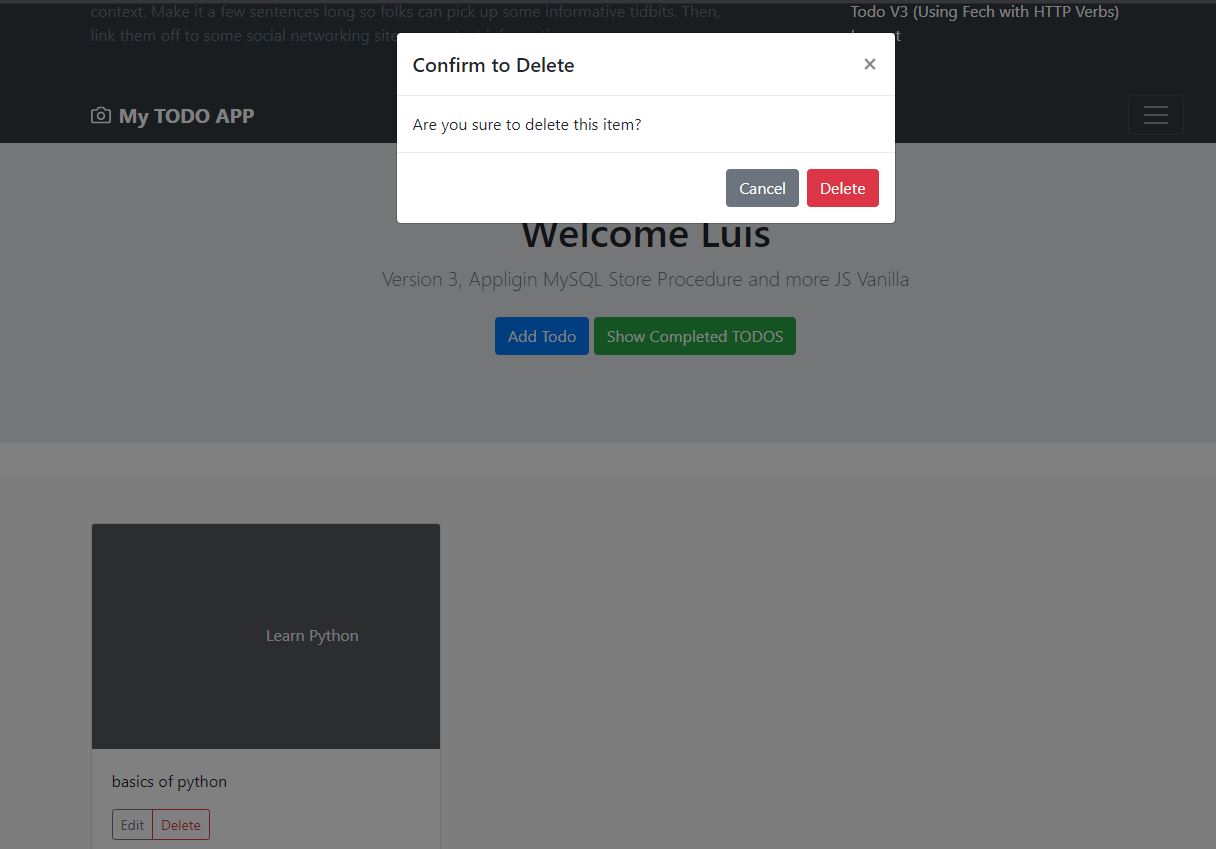 context. Make it a few sentences long so folks can pick up some informative tidbits. Then,
link them off to some social networking
Todo V3 (Using Fech with HTTP Verbs)
Confirm to Delete
×
My TODO APP
Are you sure to delete this item?
Cancel
Delete
Welcome Luis
Version 3, Appligin MySQL Store Procedure and more JS Vanilla
Add Todo
Show Completed TODOS
Learn Python
basics of python
Edit
Delete